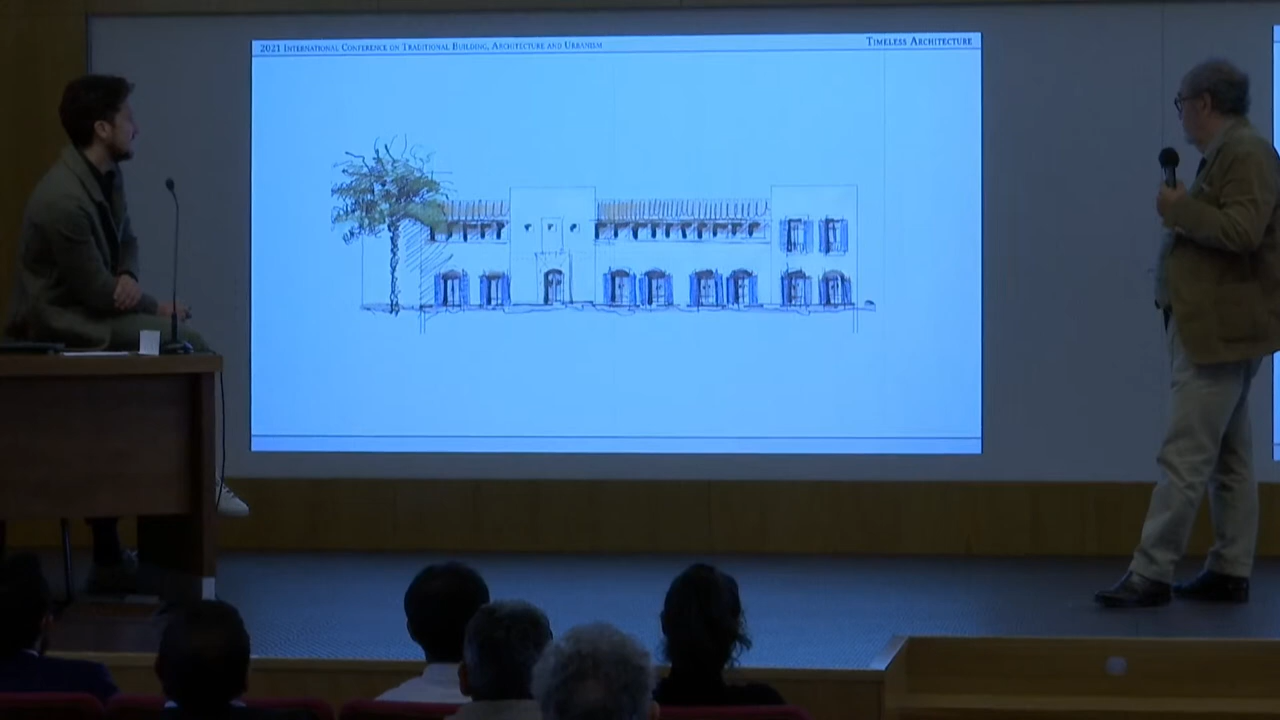 2021 International Conference on Traditional Building, Architecture and Urbanism
Timeless Architecture